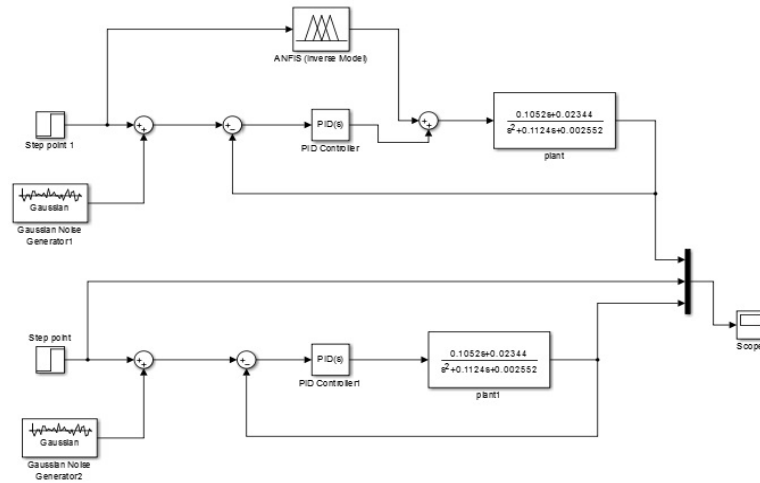 ANFIS (Inverse Model)
Step point 1
PID(s)
PID Controller
0.1052s+0.02344
s²+0.1124s+0.002552
plant
Gaussian
Gaussian Noise
Generator1
Step point
PID(s)
PID Controller1
0.1052s+0.02344
s²+0.1124s+0.002552
plant1
Scope
Gaussian
Gaussian Noise
Generator2